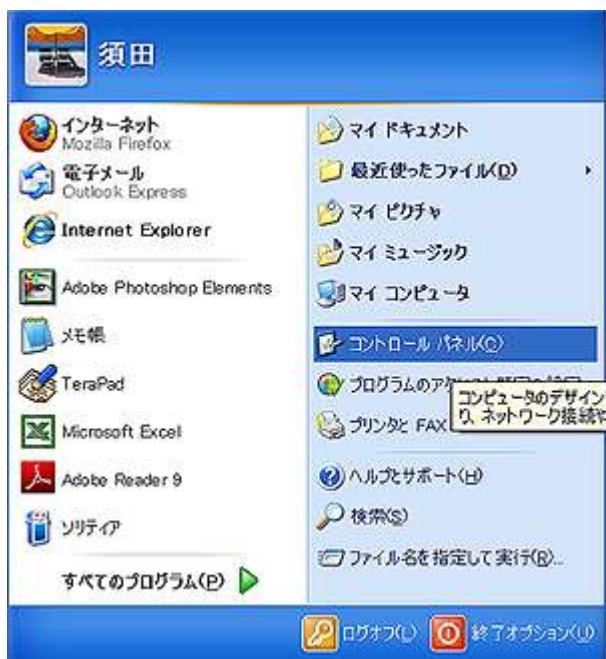 須田
インターネット
Mozilla Firefox
電子メール
Outlook Express
Internet Explorer
Adobe Photoshop Elements
メモ帳
TeraPad
Microsoft Excel
Adobe Reader 9
ソリティア
すべてのプログラム(P)
マイ ドキュメント
最近使ったファイル(D)
マイ ピクチャ
マイ ミュージック
マイ コンピュータ
コントロール パネル(C)
プログラムのアクセスと
コンピュータのデザイン
り、ネットワーク接続や
プリンタと FAX
ヘルプとサポート(H)
検索(S)
ファイル名を指定して実行(R)...
ログオフ(L)
終了オプション(U)